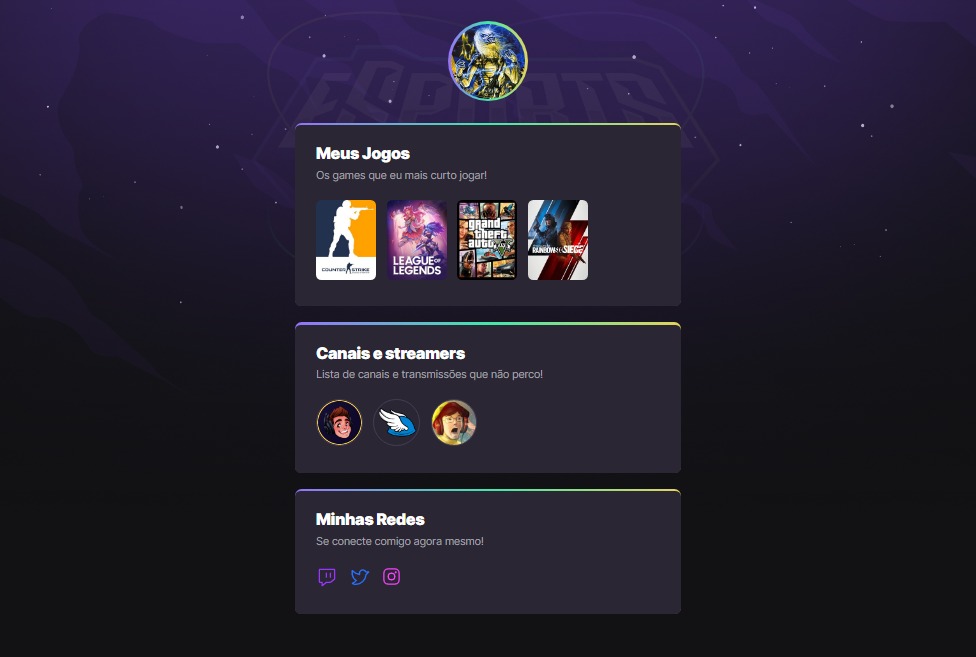 ESPORTS
Meus Jogos
Os games que eu mais curto jogar!
COUNTER STRIKE
LEAGUE OF
LEGENDS
grand
theft
auto
V
RAINBOW SIX SIEGE
Canais e streamers
Lista de canais e transmissões que não perco!
Minhas Redes
Se conecte comigo agora mesmo!